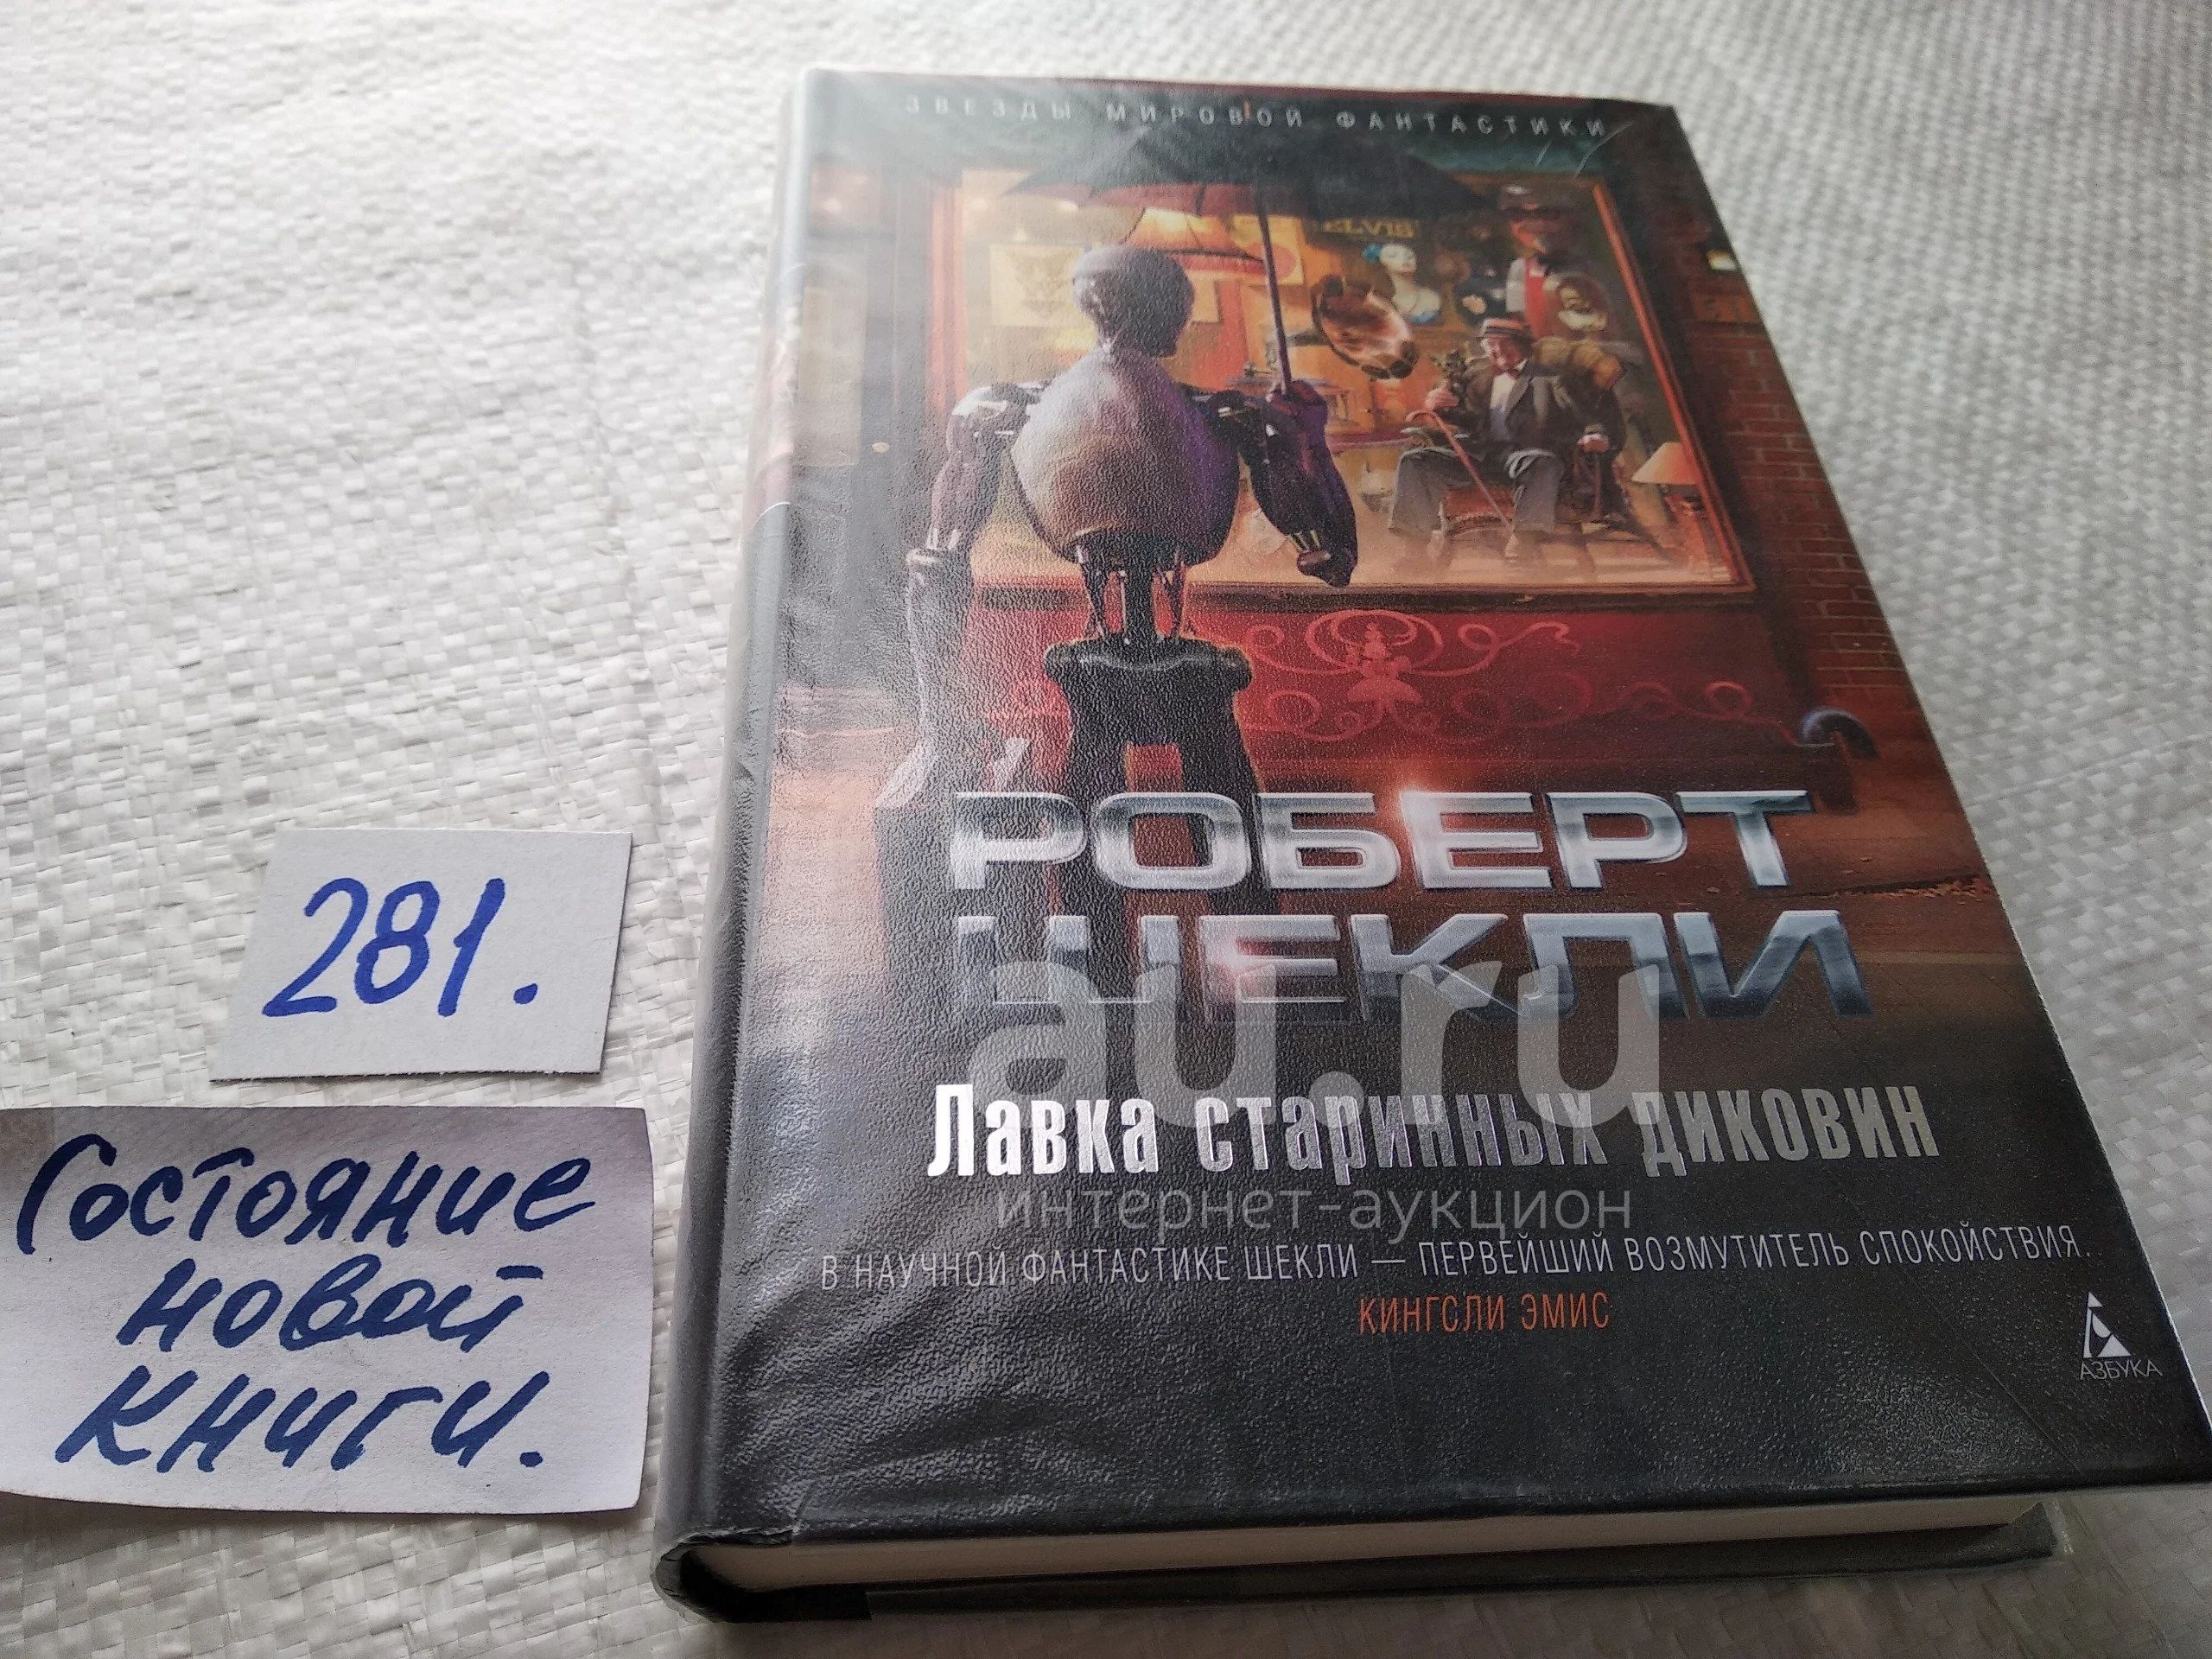 ЗВЕЗДЫ МИРОВОЙ ФАНТАСТИКИ
ELVIS
РОБЕРТ
ШЕКЛИ
au.ru
Лавка старинных диковин
интернет-аукцион
В НАУЧНОЙ ФАНТАСТИКЕ ШЕКЛИ — ПЕРВЕЙШИЙ ВОЗМУТИТЕЛЬ СПОКОЙСТВИЯ.
КИНГСЛИ ЭМИС
АЗБУКА
281.
Состояние
новой
книги.